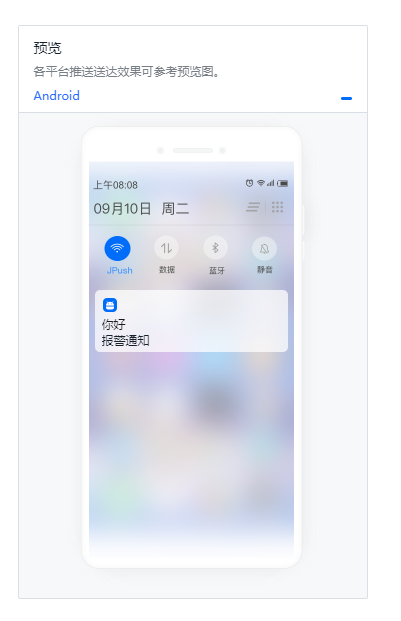 预览
各平台推送送达效果可参考预览图。
Android
上午08:08
09月10日 周二
JPush 数据 蓝牙 静音
你好
报警通知